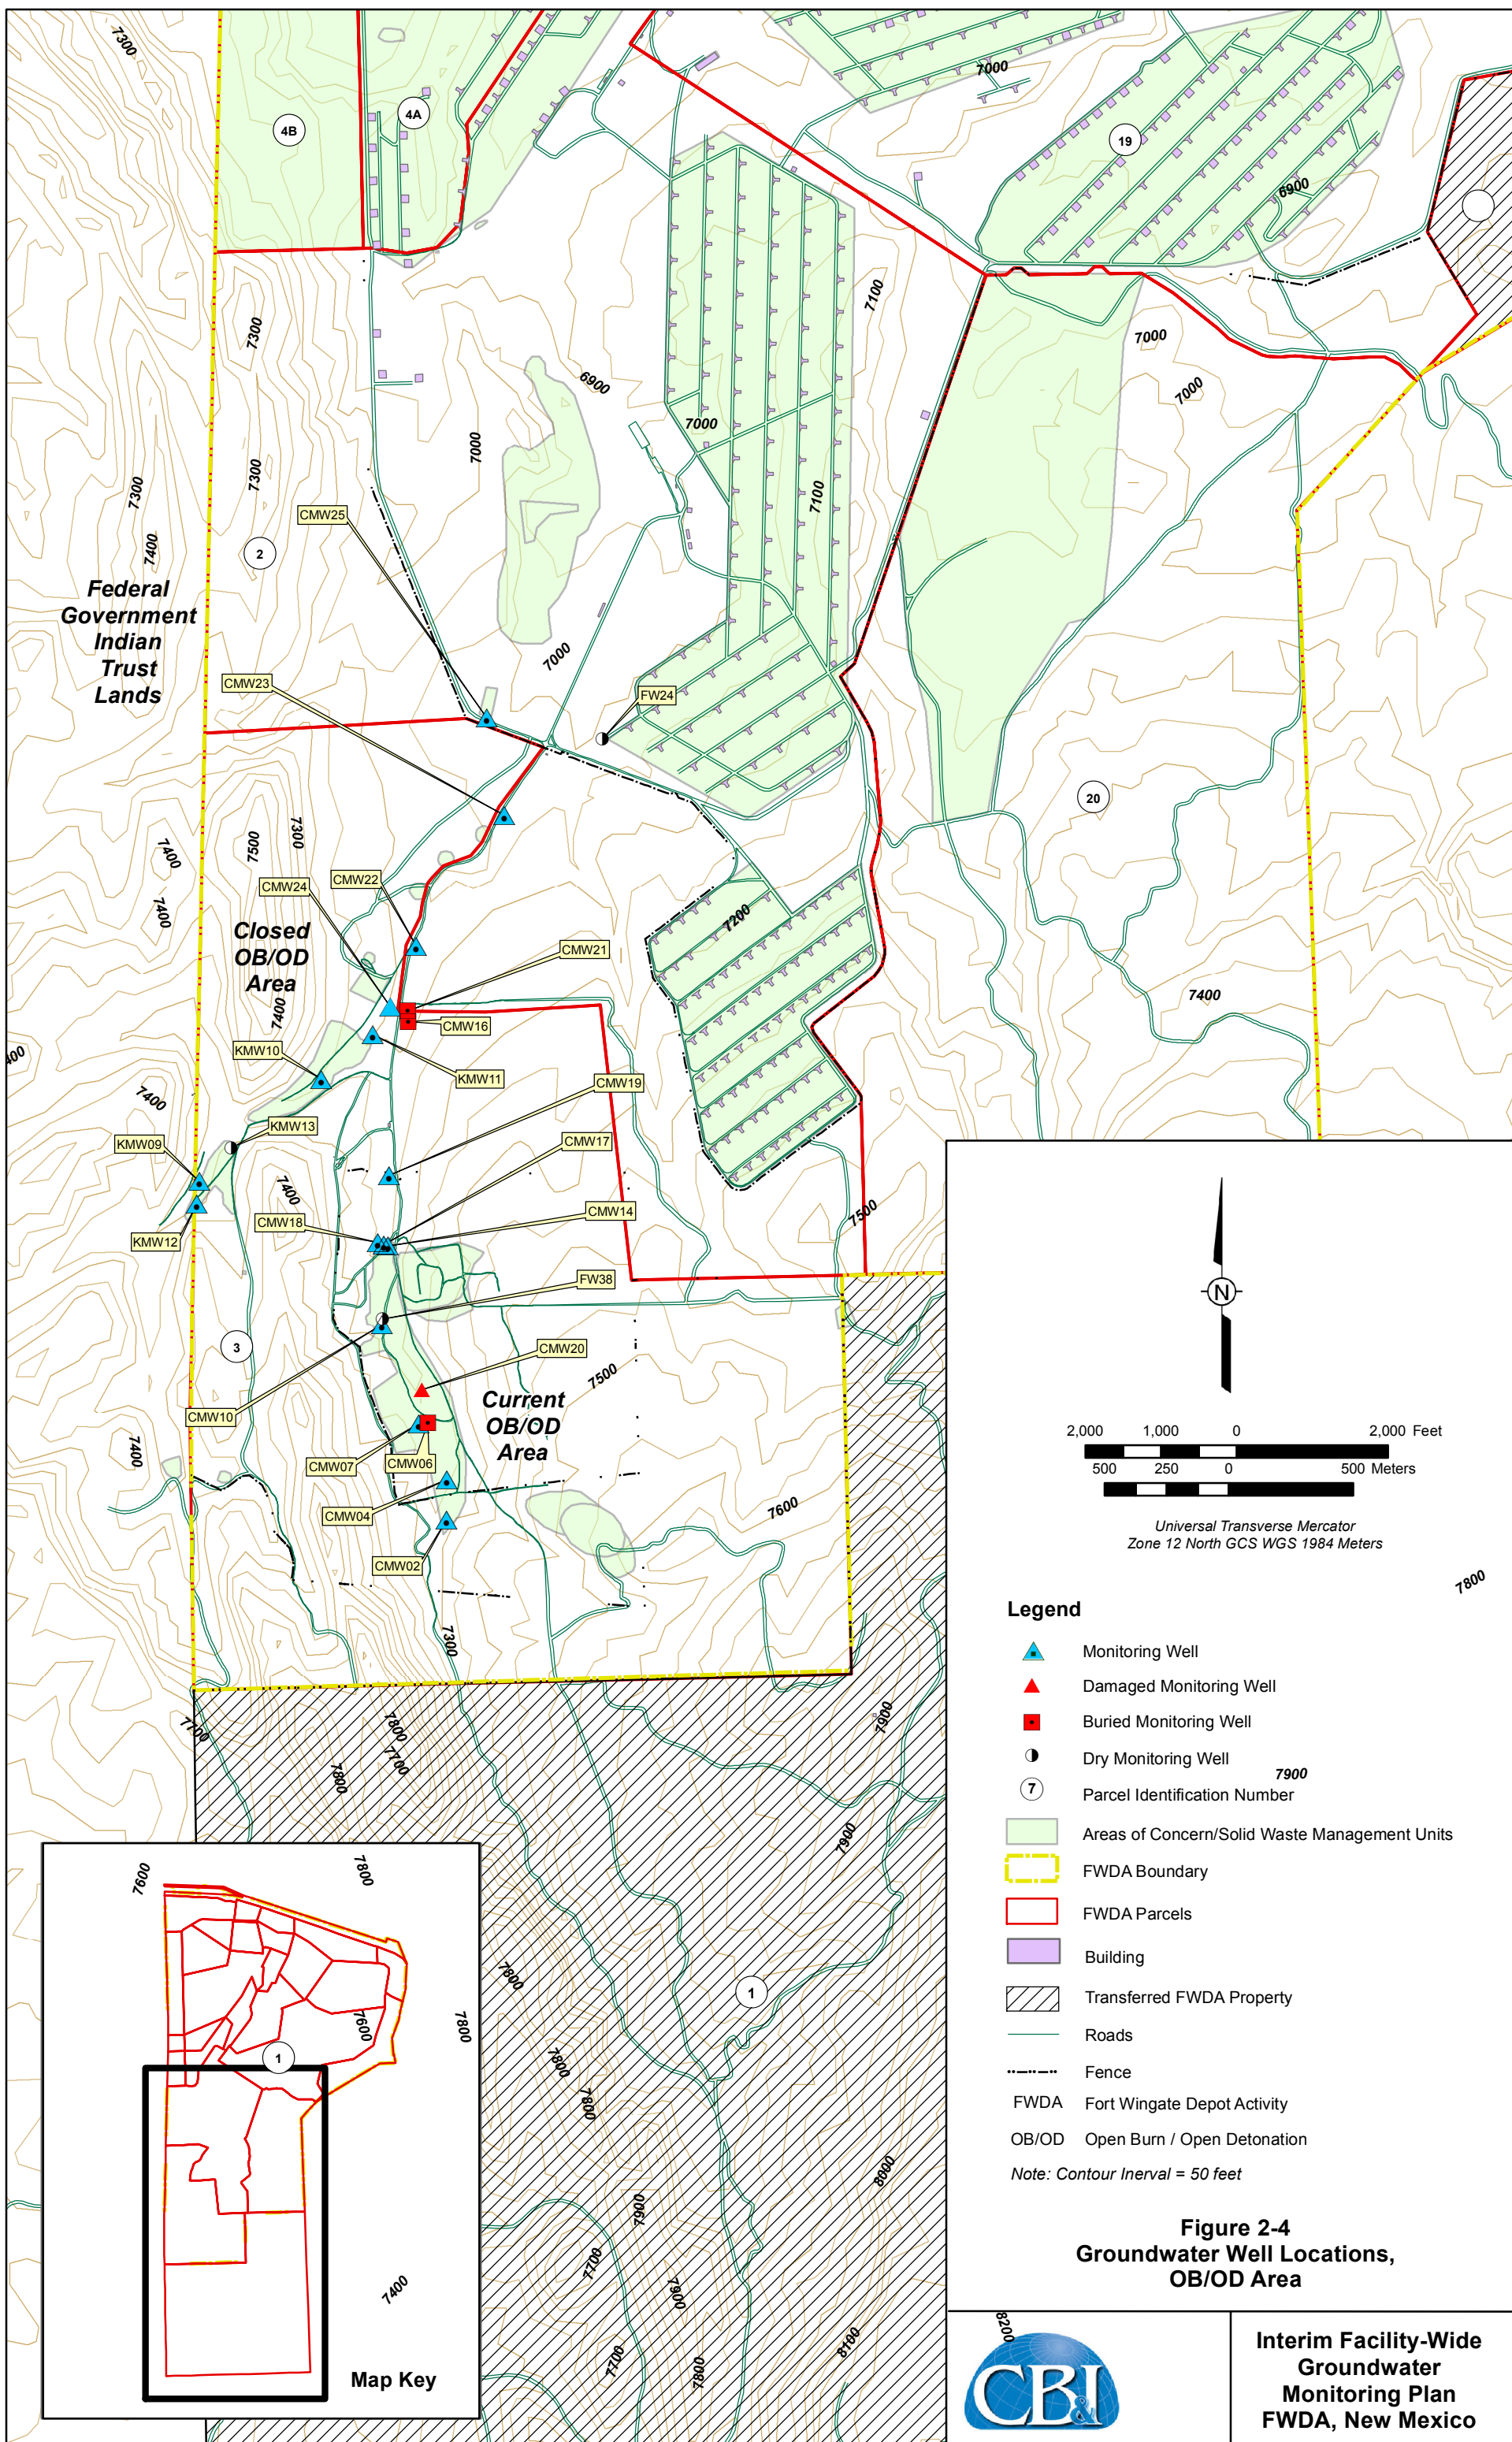 7300
4B
4A
7000
19
6900
7300
7100
7000
6900
7000
7000
7000
7300
7300
7100
CMW25
7400
2
Federal
Government
Indian
Trust
Lands
7000
CMW23
FW24
20
7300
7500
7400
CMW22
CMW24
7400
7200
Closed
OB/OD
Area
CMW21
7400
7400
CMW16
KMW10
KMW11
CMW19
7400
KMW13
CMW17
KMW09
7400
CMW14
7500
CMW18
KMW12
FW38
3
CMW20
7500
Current
OB/OD
Area
CMW10
7400
CMW07
CMW06
7600
CMW04
CMW02
7300
N
2,000 1,000 0 2,000 Feet
500 250 0 500 Meters
Universal Transverse Mercator
Zone 12 North GCS WGS 1984 Meters
7800
Legend
Monitoring Well
Damaged Monitoring Well
Buried Monitoring Well
Dry Monitoring Well
7900
7 Parcel Identification Number
Areas of Concern/Solid Waste Management Units
FWDA Boundary
FWDA Parcels
Building
Transferred FWDA Property
Roads
Fence
FWDA Fort Wingate Depot Activity
OB/OD Open Burn / Open Detonation
Note: Contour Inerval = 50 feet
7700
7800
7700
7800
7900
7900
7600
7800
7800
7600
7800
1
1
7800
7800
8000
7900
7700
7900
7400
8100
7700
7800
Map Key
Figure 2-4
Groundwater Well Locations,
OB/OD Area
8200
CB&I
Interim Facility-Wide
Groundwater
Monitoring Plan
FWDA, New Mexico